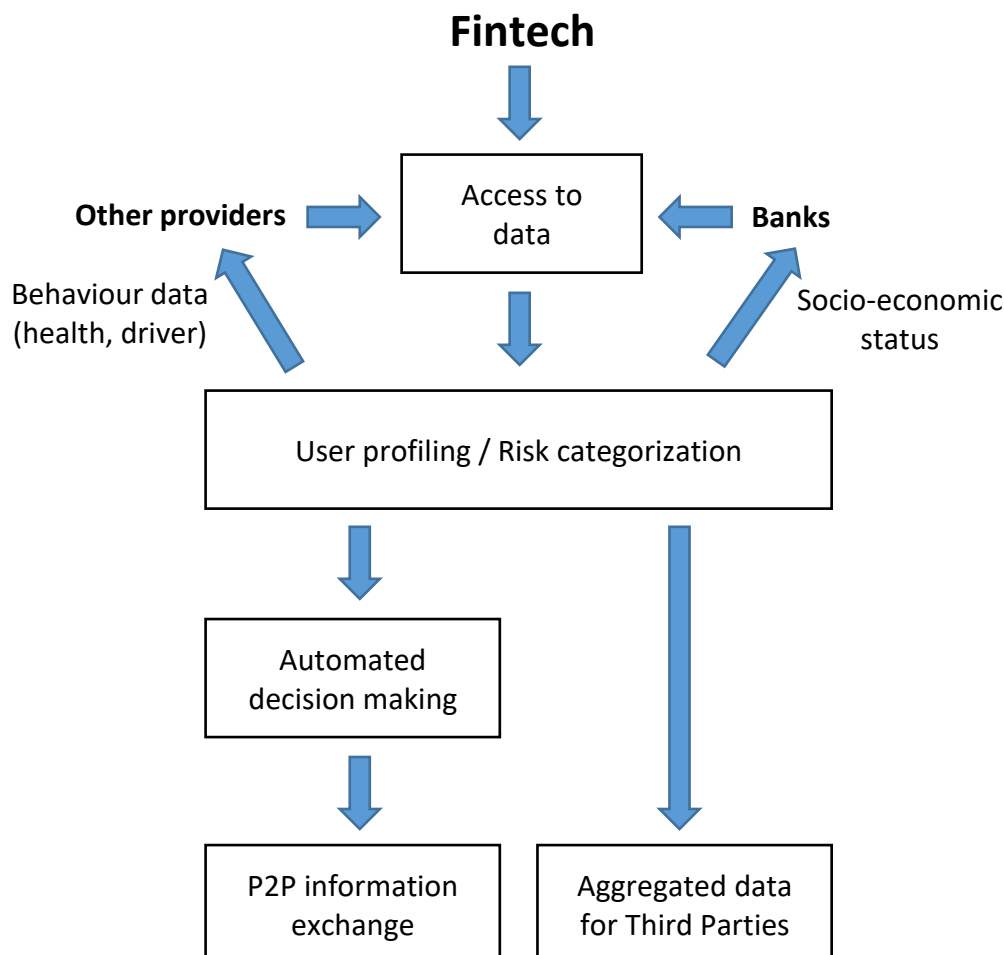 Fintech
Access to
data
Other providers
Banks
Behaviour data
(health, driver)
Socio-economic
status
User profiling / Risk categorization
Automated
decision making
P2P information
exchange
Aggregated data
for Third Parties